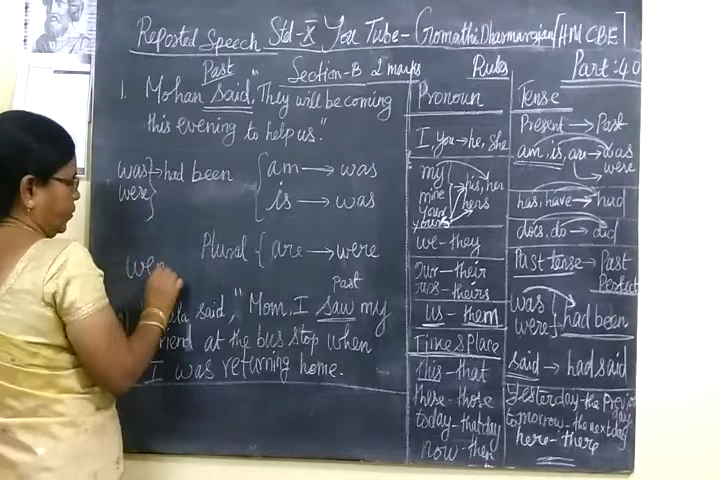 Reported Speech Std-X You Tube - Gomathi Dharmarajan [HM CBE]
Past
Section-B 2 marks
1. Mohan said, "They will be coming
this evening to help us."
was
were } → had been
{ am → was
is → was
Plural { are → were
wen
Past
said, "Mom, I saw my
friend at the bus stop when
I was returning home.
Rules
Part: 40
Pronoun
I, you → he, she
my
mine
your
yours
his, her
hers
we - they
our - their
ours - theirs
us - them
Time & Place
this - that
these - those
today - that day
now - then
Tense
Present → Past
am, is, are → was
were
has, have → had
does, do → did
Past tense → Past
Perfect
was
were } had been
said → had said
Yesterday - the previous
day
tomorrow - the next day
here - there